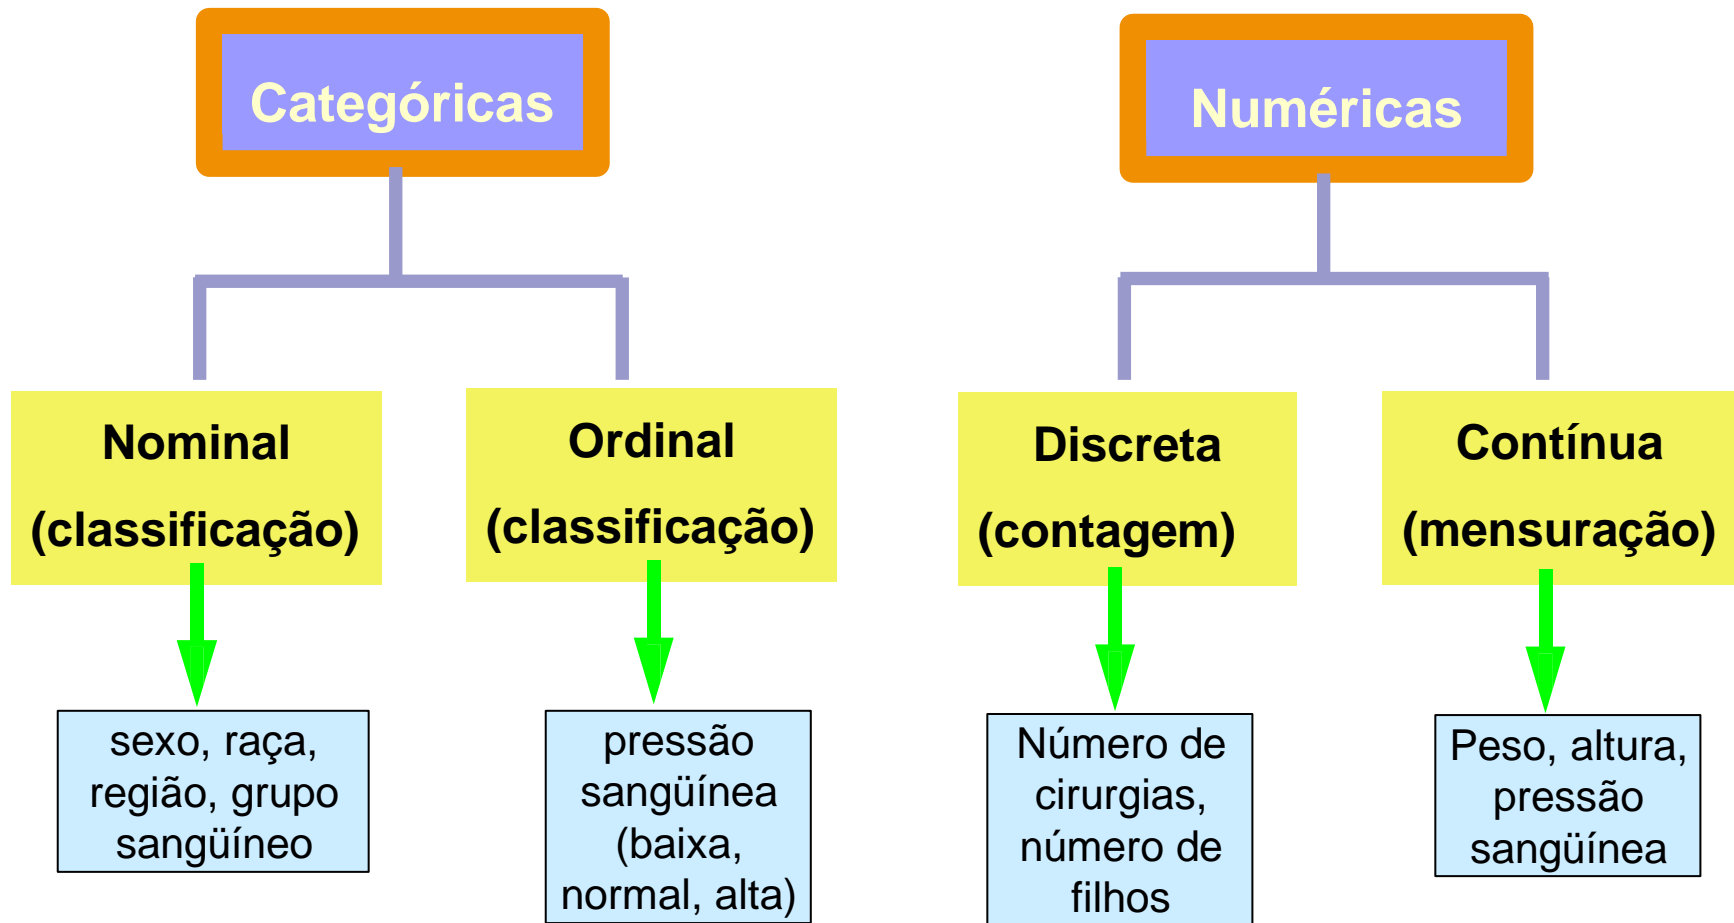 Categóricas
Numéricas
Nominal
(classificação)
Ordinal
(classificação)
Discreta
(contagem)
Contínua
(mensuração)
sexo, raça,
região, grupo
sangüíneo
pressão
sangüínea
(baixa,
normal, alta)
Número de
cirurgias,
número de
filhos
Peso, altura,
pressão
sangüínea